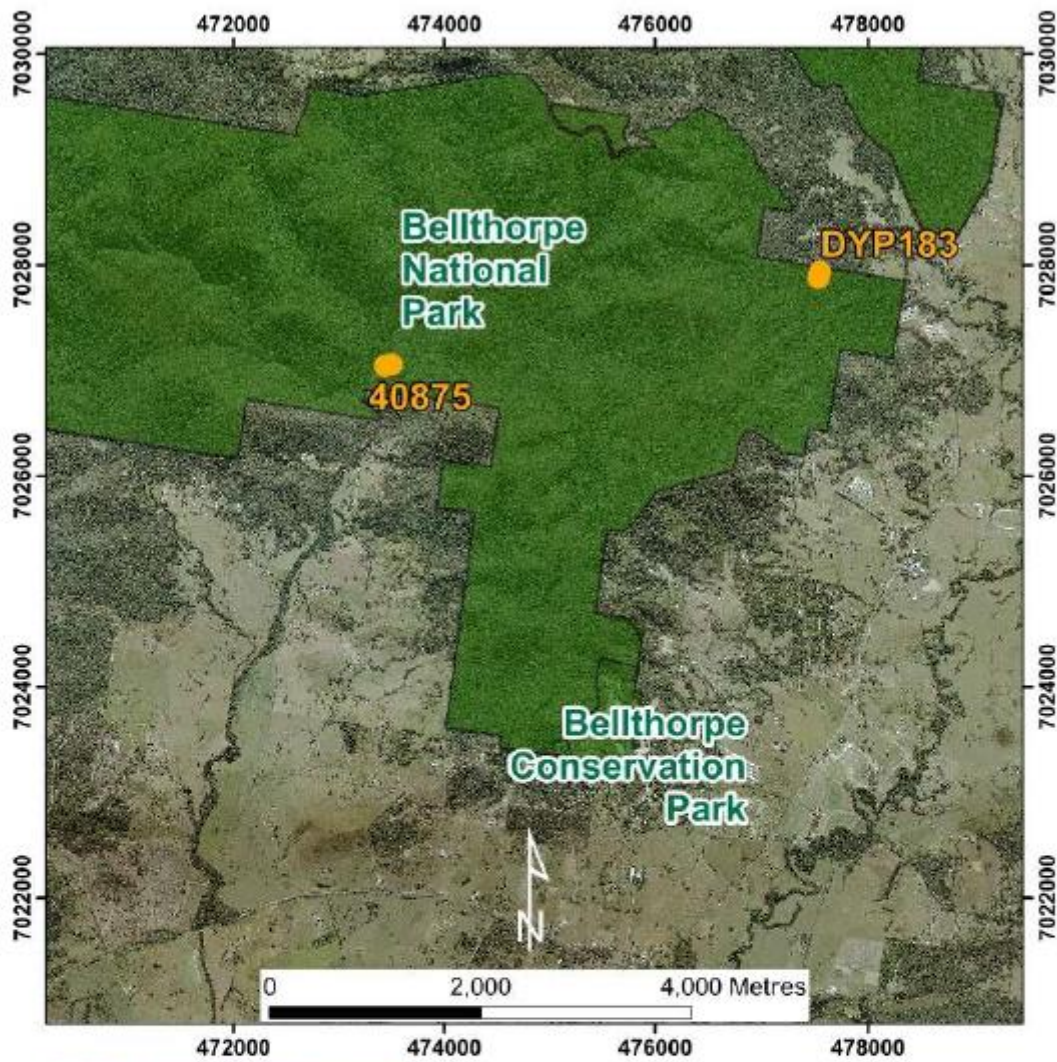 472000 474000 476000 478000
7030000 7030000
Bellthorpe
National
Park
DYP183
7028000 7028000
40875
7026000 7026000
7024000 7024000
Bellthorpe
Conservation
Park
7022000 7022000
N
0 2,000 4,000 Metres
472000 474000 476000 478000